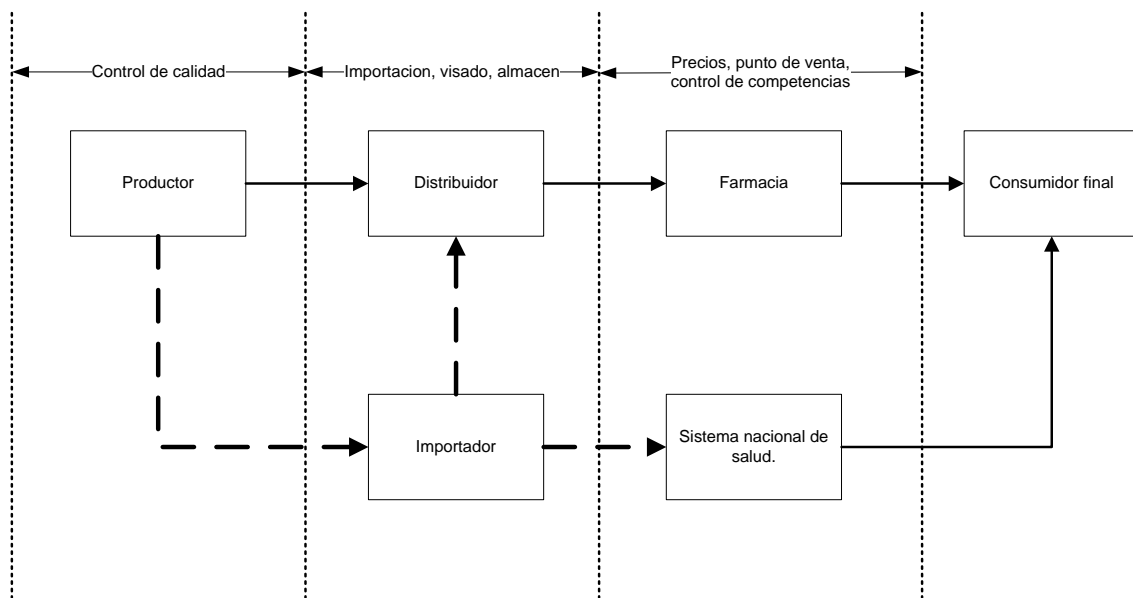 Control de calidad
Importacion, visado, almacen
Precios, punto de venta,
control de competencias
Productor
Distribuidor
Farmacia
Consumidor final
Importador
Sistema nacional de
salud.